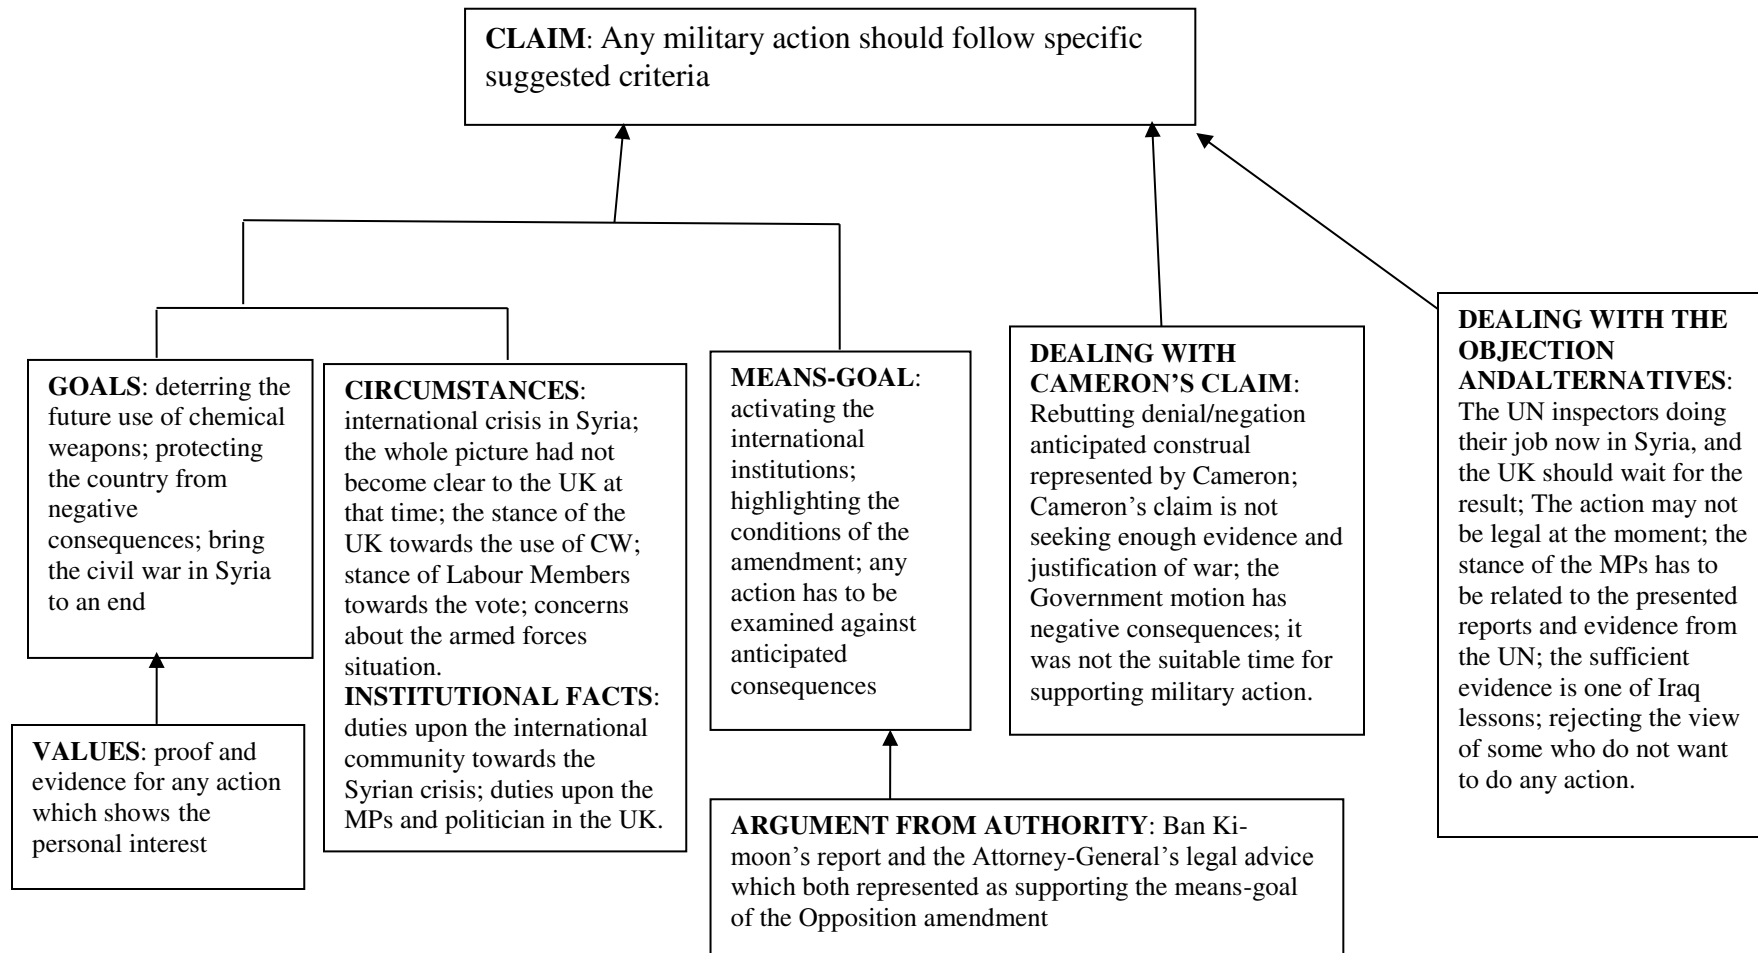 CLAIM: Any military action should follow specific
suggested criteria
GOALS: deterring the
future use of chemical
weapons; protecting
the country from
negative
consequences; bring
the civil war in Syria
to an end
CIRCUMSTANCES:
international crisis in Syria;
the whole picture had not
become clear to the UK at
that time; the stance of the
UK towards the use of CW;
stance of Labour Members
towards the vote; concerns
about the armed forces
situation.
INSTITUTIONAL FACTS:
duties upon the international
community towards the
Syrian crisis; duties upon the
MPs and politician in the UK.
MEANS-GOAL:
activating the
international
institutions;
highlighting the
conditions of the
amendment; any
action has to be
examined against
anticipated
consequences
DEALING WITH
CAMERON’S CLAIM:
Rebutting denial/negation
anticipated construal
represented by Cameron;
Cameron’s claim is not
seeking enough evidence and
justification of war; the
Government motion has
negative consequences; it
was not the suitable time for
supporting military action.
DEALING WITH THE
OBJECTION
ANDALTERNATIVES:
The UN inspectors doing
their job now in Syria, and
the UK should wait for the
result; The action may not
be legal at the moment; the
stance of the MPs has to
be related to the presented
reports and evidence from
the UN; the sufficient
evidence is one of Iraq
lessons; rejecting the view
of some who do not want
to do any action.
VALUES: proof and
evidence for any action
which shows the
personal interest
ARGUMENT FROM AUTHORITY: Ban Ki-
moon’s report and the Attorney-General’s legal advice
which both represented as supporting the means-goal
of the Opposition amendment